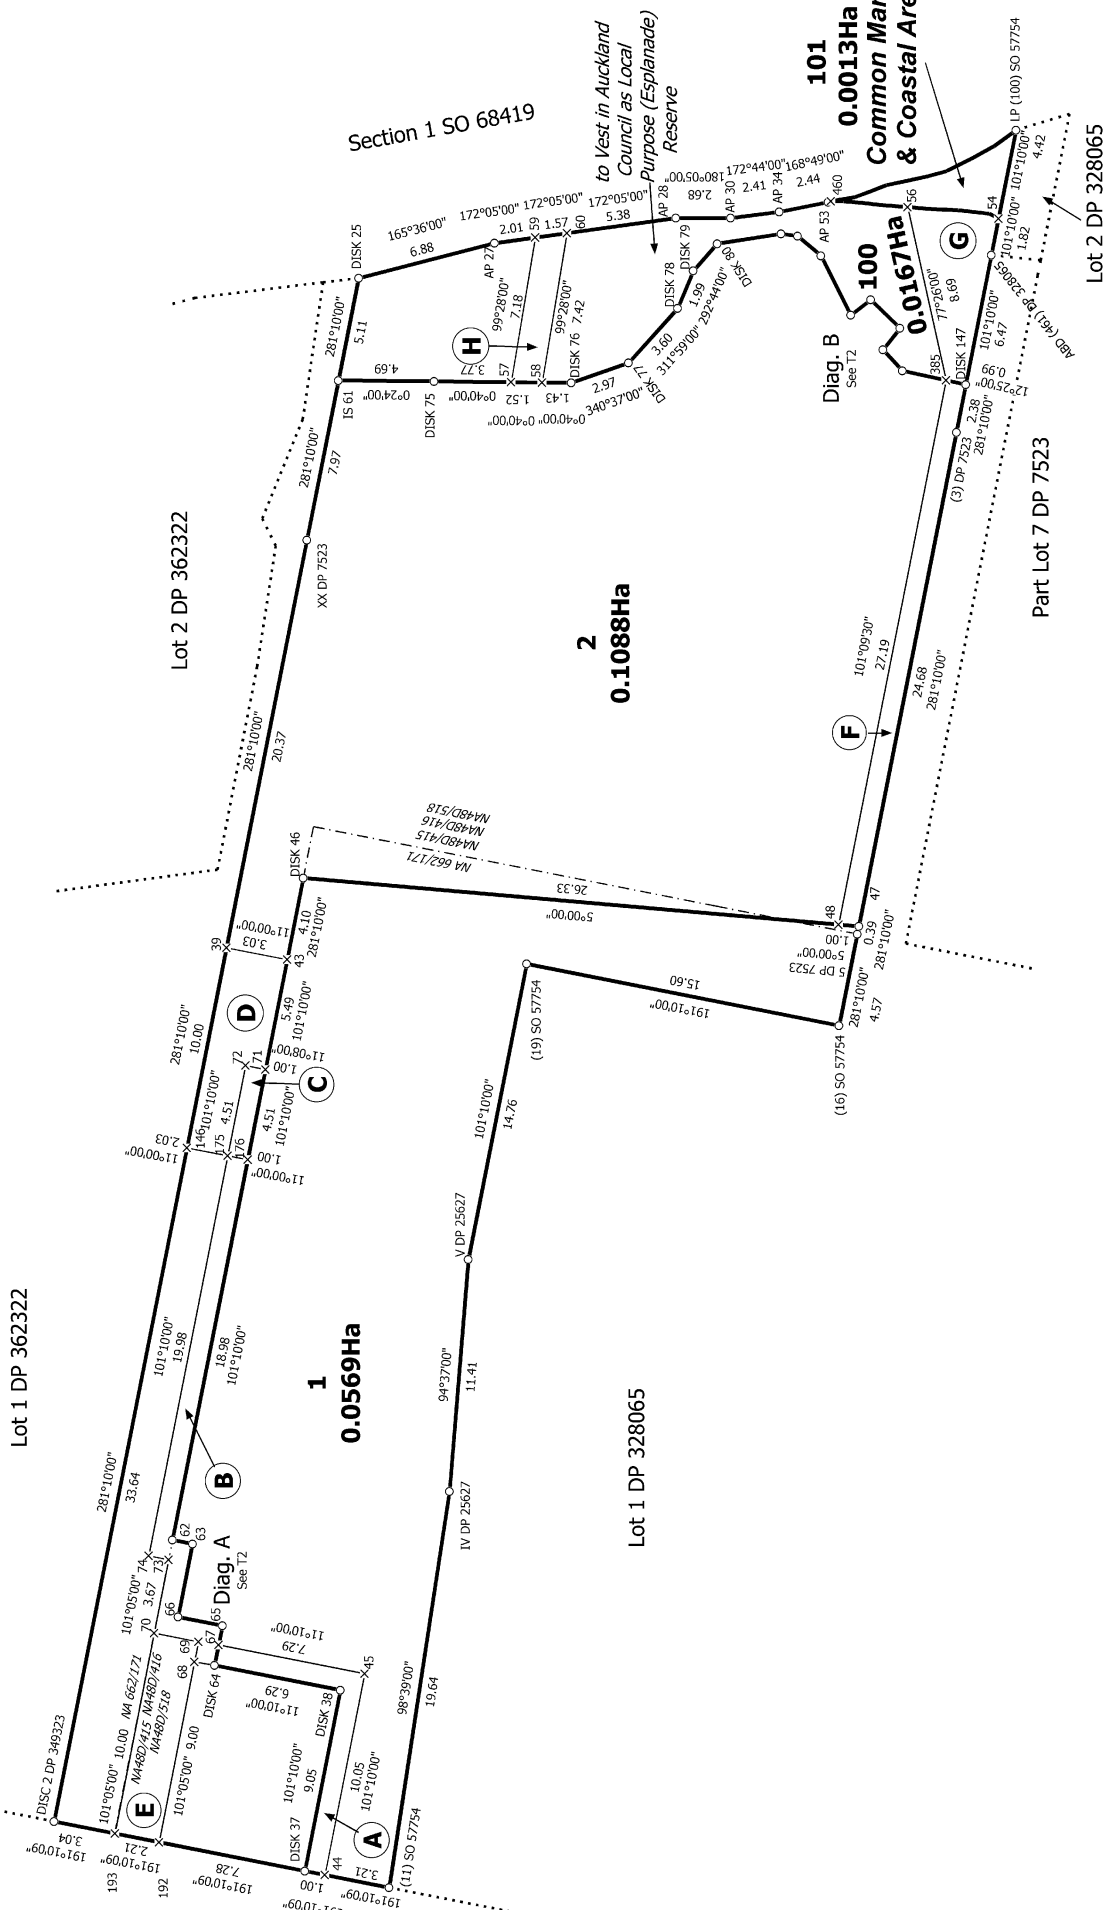 101
0.0013Ha
Common Mar
& Coastal Are
Section 1 SO 68419
to Vest in Auckland
Council as Local
Purpose (Esplanade)
Reserve
LP (100) SO 57754
Lot 2 DP 328065
Lot 2 DP 362322
DISK 25
165°36'00"
6.88
AP 27
172°05'00"
2.01
59
172°05'00"
1.57
60
172°05'00"
5.38
AP 28
180°05'00"
2.68
AP 30
172°44'00"
2.41
AP 34
168°49'00"
2.44
AP 53
460
56
54
101°10'00"
4.42
101°10'00"
1.82
G
100
0.0167Ha
77°26'00"
8.69
101°10'00"
6.47
ABD (461) DP 328065
385
DISK 147
0.99
12°25'00"
2.38
281°10'00"
(3) DP 7523
Part Lot 7 DP 7523
281°10'00"
5.11
IS 61
4.69
0°24'00"
DISK 75
3.77
0°40'00"
57
1.52
0°40'00"
58
1.43
0°40'00"
DISK 76
99°28'00"
7.18
99°28'00"
7.42
H
2.97
340°37'00"
DISK 77
3.60
311°59'00"
DISK 78
1.99
292°44'00"
DISK 79
DISK 80
Diag. B
See T2
281°10'00"
7.97
XX DP 7523
2
0.1088Ha
101°09'30"
27.19
F
24.68
281°10'00"
281°10'00"
20.37
DISK 46
NA48D/518
NA48D/416
NA48D/415
NA 662/171
26.33
5°00'00"
48
47
1.00
5°00'00"
0.39
281°10'00"
5 DP 7523
281°10'00"
4.57
(16) SO 57754
15.60
191°10'00"
(19) SO 57754
39
3.03
11°00'00"
43
4.10
281°10'00"
281°10'00"
10.00
D
5.49
101°10'00"
72
71
1.00
11°08'00"
C
101°10'00"
4.51
4.51
101°10'00"
146
2.03
11°00'00"
175
176
1.00
11°00'00"
101°10'00"
14.76
V DP 25627
Lot 1 DP 362322
101°10'00"
19.98
18.98
101°10'00"
1
0.0569Ha
94°37'00"
11.41
IV DP 25627
Lot 1 DP 328065
B
281°10'00"
33.64
74
73
62
63
Diag. A
See T2
101°05'00"
3.67
70
66
65
69
67
68
DISK 64
7.29
11°10'00"
6.29
11°10'00"
45
DISK 38
98°39'00"
19.64
DISC 2 DP 349323
101°05'00" 10.00 NA 662/171
NA48D/415 NA48D/416
NA48D/518
101°05'00" 9.00
E
3.04
191°10'09"
193
2.21
191°10'09"
192
7.28
191°10'09"
DISK 37
101°10'00"
9.05
10.05
101°10'00"
A
44
1.00
3.21
191°10'09"
(11) SO 57754